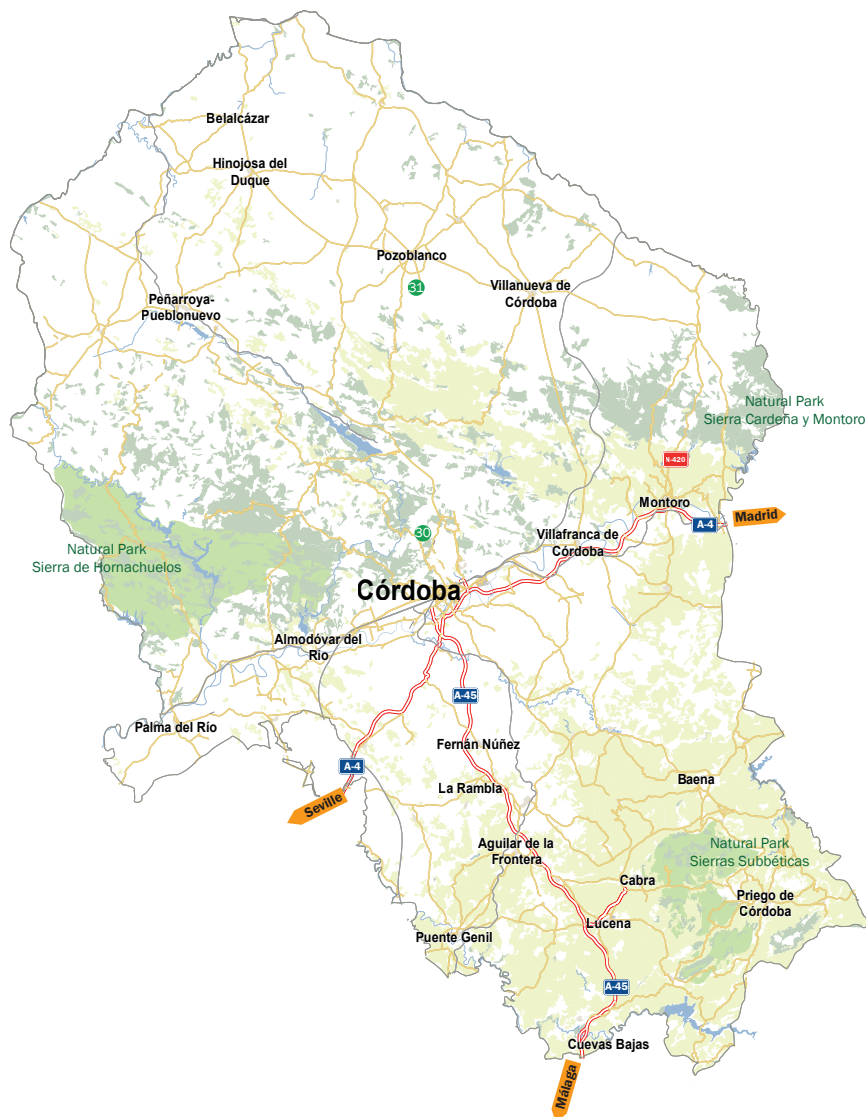 Belalcázar
Hinojosa del
Duque
Pozoblanco
31
Villanueva de
Córdoba
Peñarroya-
Pueblonuevo
Natural Park
Sierra Cardeña y Montoro
N-420
Montoro
A-4
Madrid
30
Villafranca de
Córdoba
Natural Park
Sierra de Hornachuelos
Córdoba
Almodóvar del
Río
A-45
Palma del Río
Fernán Núñez
A-4
Seville
La Rambla
Baena
Aguilar de la
Frontera
Natural Park
Sierras Subbéticas
Cabra
Priego de
Córdoba
Lucena
Puente Genil
A-45
Cuevas Bajas
Málaga